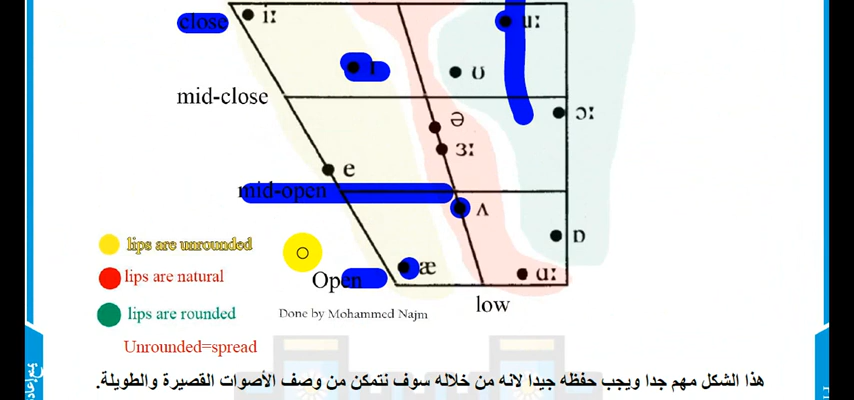 close
iː
uː
ɪ
ʊ
mid-close
ɔː
ə
ɜː
e
mid-open
ʌ
ɒ
lips are unrounded
æ
ɑː
Open
lips are natural
low
lips are rounded
Done by Mohammed Najm
Unrounded=spread
هذا الشكل مهم جدا ويجب حفظه جيدا لانه من خلاله سوف نتمكن من وصف الأصوات القصيرة والطويلة.